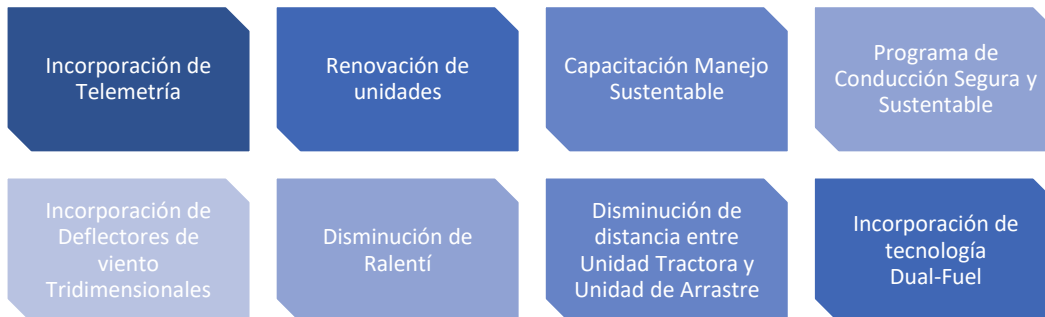 Incorporación de
Telemetría
Renovación de
unidades
Capacitación Manejo
Sustentable
Programa de
Conducción Segura y
Sustentable
Incorporación de
Deflectores de
viento
Tridimensionales
Disminución de
Ralentí
Disminución de
distancia entre
Unidad Tractora y
Unidad de Arrastre
Incorporación de
tecnología
Dual-Fuel